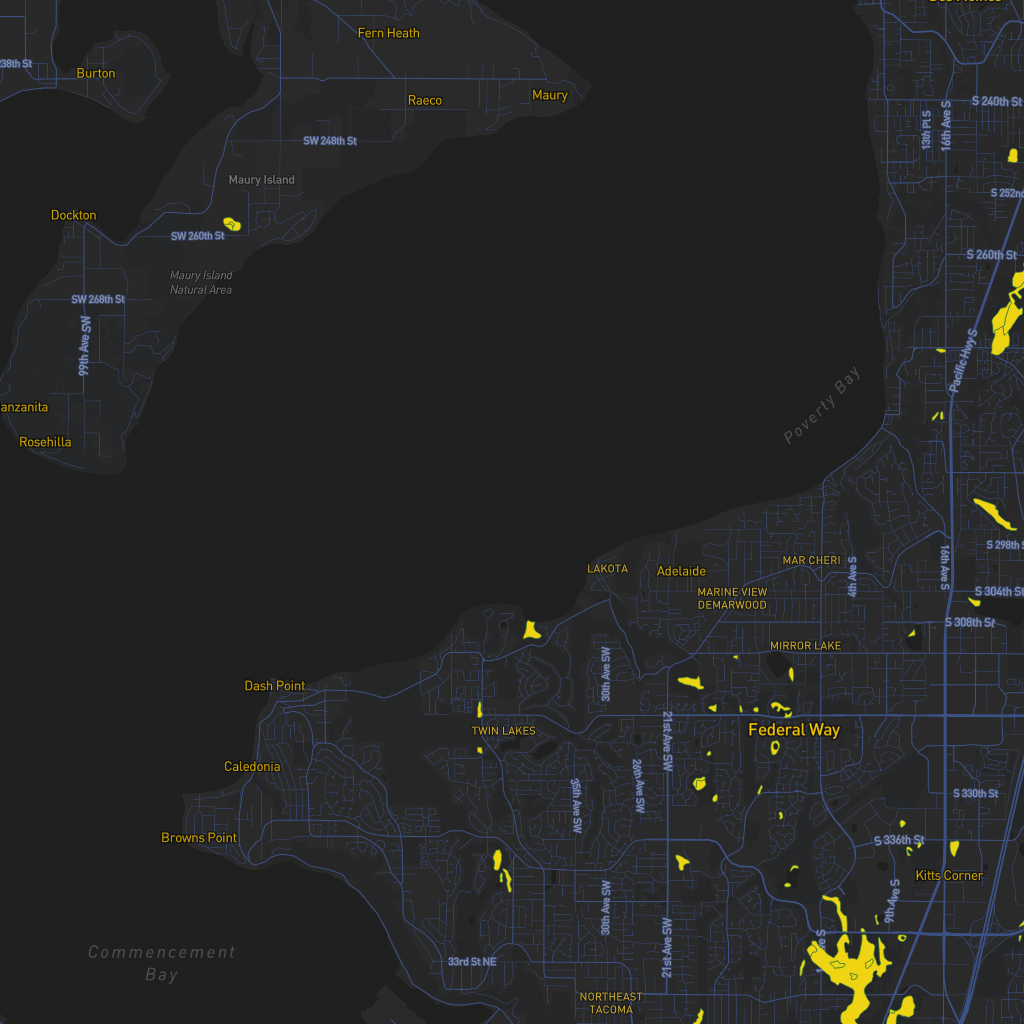 Fern Heath
238th St
Burton
Raeco
Maury
S 240th St
13th Pl S
16th Ave S
SW 248th St
Maury Island
S 252nd
Dockton
SW 260th St
S 260th St
Maury Island
Natural Area
SW 268th St
99th Ave SW
Pacific Hwy S
Poverty Bay
anzanita
Rosehilla
S 298th S
16th Ave S
MAR CHERI
LAKOTA
Adelaide
4th Ave S
MARINE VIEW
DEMARWOOD
S 304th St
S 308th St
MIRROR LAKE
30th Ave SW
Dash Point
TWIN LAKES
21st Ave SW
Federal Way
Caledonia
26th Ave SW
35th Ave SW
S 330th St
Browns Point
S 336th St
Kitts Corner
30th Ave SW
9th Ave S
21st Ave SW
Commencement
Bay
33rd St NE
NORTHEAST
TACOMA